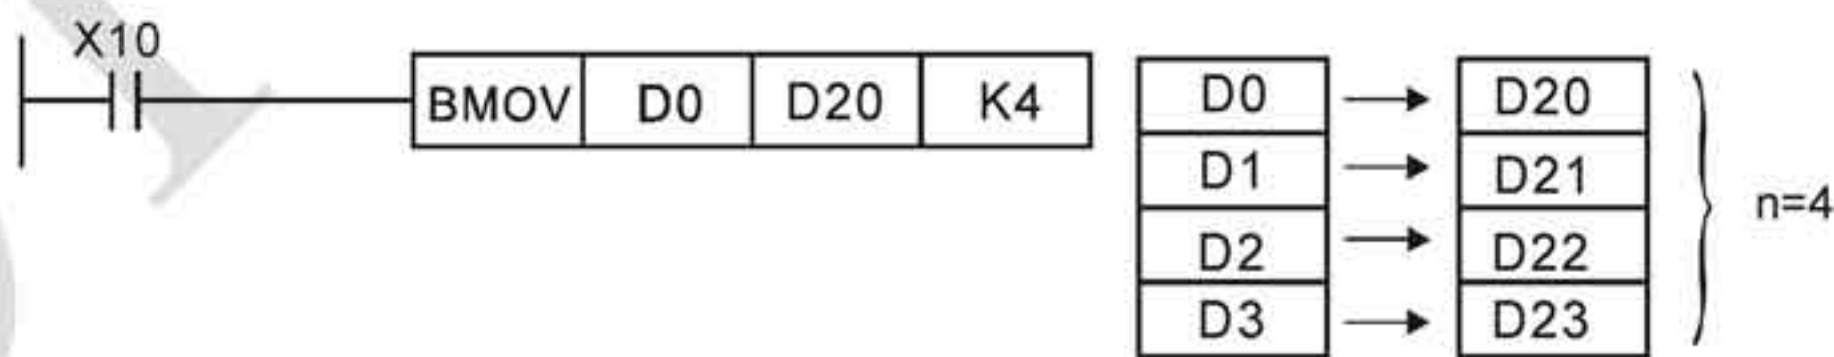 X10
BMOV D0 D20 K4
D0 D20
D1 D21
D2 D22
D3 D23
n=4